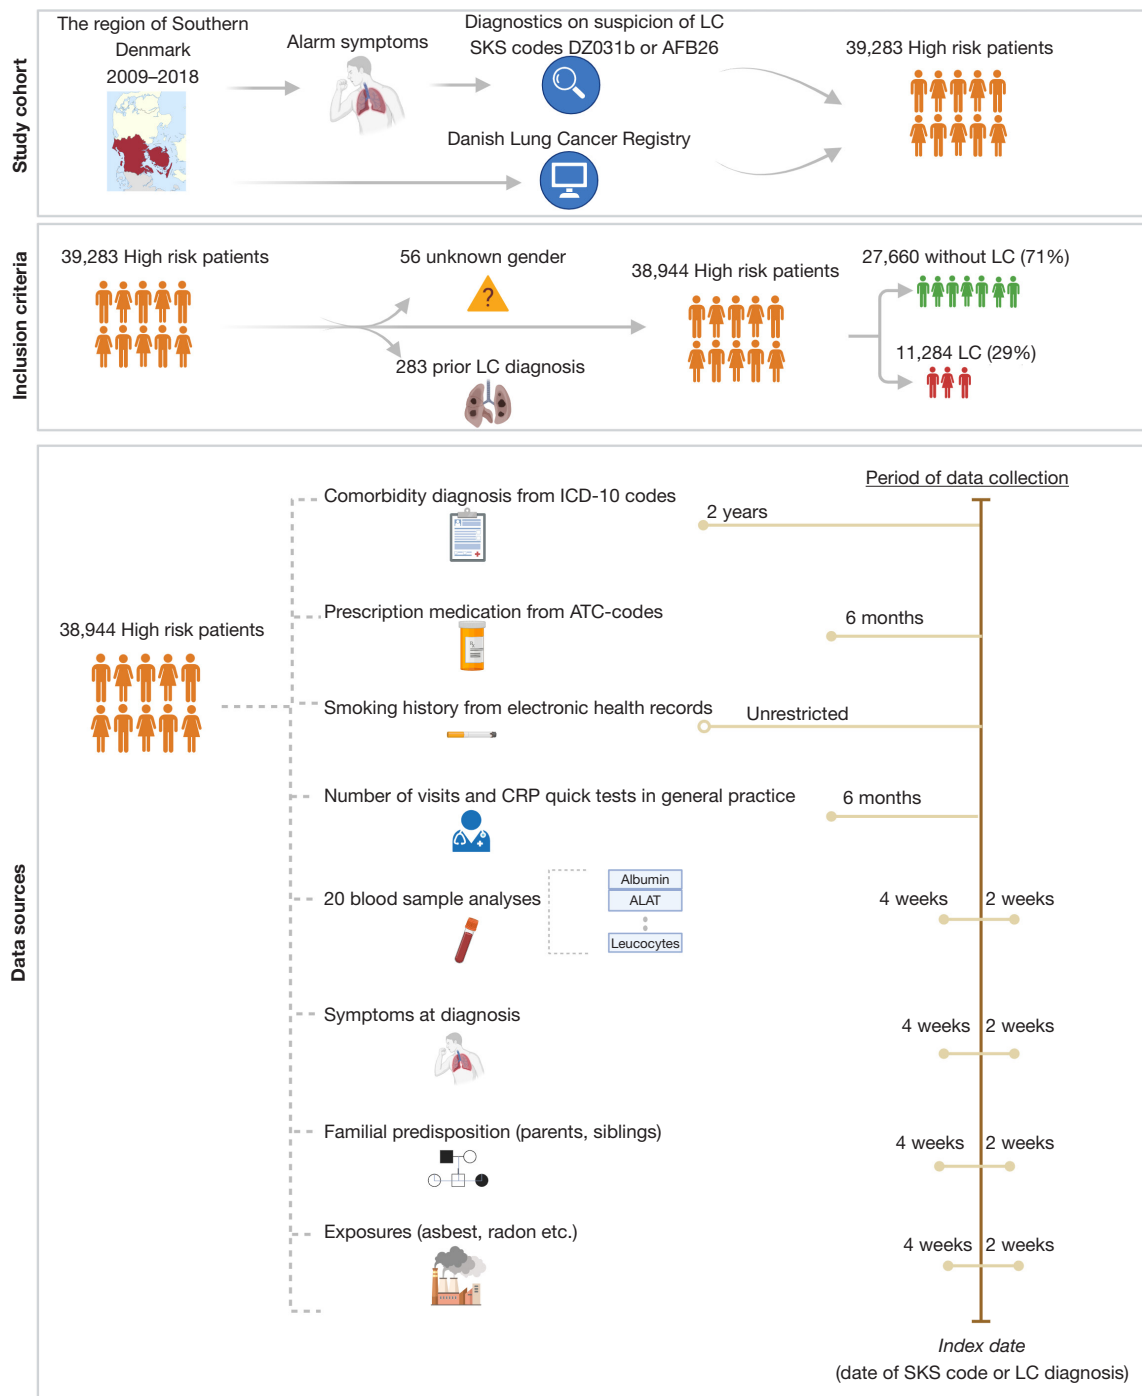 Study cohort
The region of Southern
Denmark
2009–2018
Alarm symptoms
Diagnostics on suspicion of LC
SKS codes DZ031b or AFB26
Danish Lung Cancer Registry
39,283 High risk patients
Inclusion criteria
39,283 High risk patients
56 unknown gender
?
283 prior LC diagnosis
38,944 High risk patients
27,660 without LC (71%)
11,284 LC (29%)
Data sources
38,944 High risk patients
Period of data collection
Comorbidity diagnosis from ICD-10 codes
2 years
Prescription medication from ATC-codes
6 months
Smoking history from electronic health records
Unrestricted
Number of visits and CRP quick tests in general practice
6 months
20 blood sample analyses
Albumin
ALAT
Leucocytes
4 weeks 2 weeks
Symptoms at diagnosis
4 weeks 2 weeks
Familial predisposition (parents, siblings)
4 weeks 2 weeks
Exposures (asbest, radon etc.)
4 weeks 2 weeks
Index date
(date of SKS code or LC diagnosis)